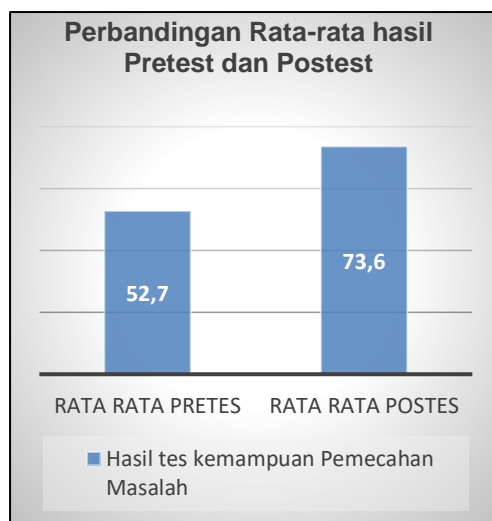 Perbandingan Rata-rata hasil
Pretest dan Postest
52,7
73,6
RATA RATA PRETES
RATA RATA POSTES
Hasil tes kemampuan Pemecahan
Masalah